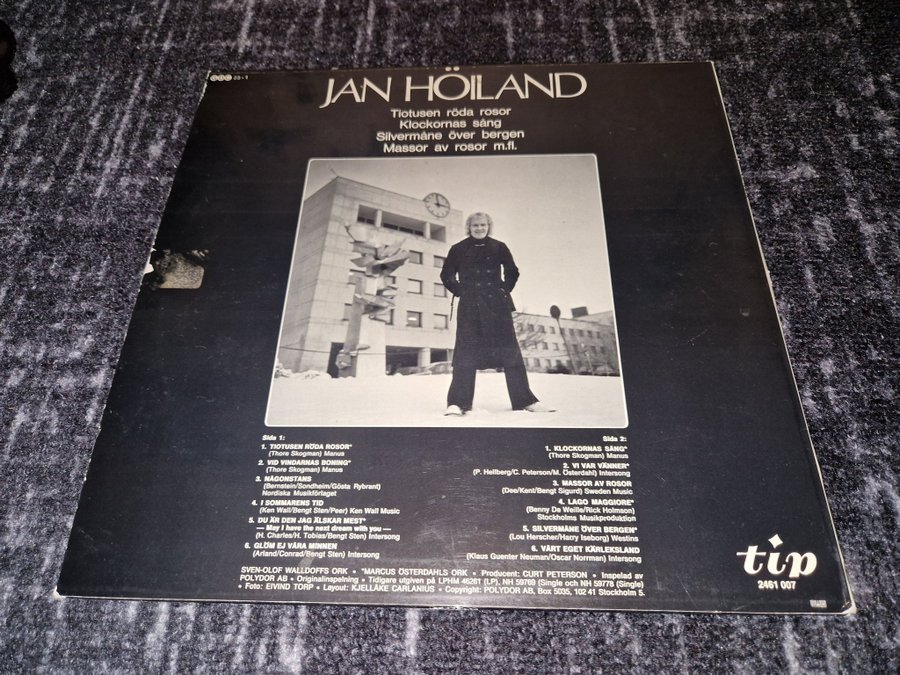 JAN HÖILAND
Tiotusen röda rosor
Klockornas sång
Silvermåne över bergen
Massor av rosor m.fl.
Sida 1:
1. TIOTUSEN RÖDA ROSOR*
(Thore Skogman) Manus
2. VID VINDARNAS BONING*
(Thore Skogman) Manus
3. NÅGONSTANS
(Bernstein/Sondheim/Gösta Rybrant)
Nordiska Musikförlaget
4. I SOMMARENS TID
(Ken Wall/Bengt Sten/Peer) Ken Wall Music
5. DU ÄR DEN JAG ÄLSKAR MEST*
— May I have the next dream with you —
(H. Charles/H. Tobias/Bengt Sten) Intersong
6. GLÖM EJ VÅRA MINNEN
(Arland/Conrad/Bengt Sten) Intersong
Sida 2:
1. KLOCKORNAS SÅNG*
(Thore Skogman) Manus
2. VI VAR VÄNNER*
(P. Hellberg/C. Peterson/M. Österdahl) Intersong
3. MASSOR AV ROSOR
(Dee/Kent/Bengt Sigurd) Sweden Music
4. LAGO MAGGIORE*
(Benny De Weille/Rick Holmson)
Stockholms Musikproduktion
5. SILVERMÅNE ÖVER BERGEN*
(Lou Herscher/Harry Iseborg) Westins
6. VÅRT EGET KÄRLEKSLAND
(Klaus Guenter Neuman/Oscar Norrman) Intersong
SVEN-OLOF WALLDOFFS ORK • *MARCUS ÖSTERDAHLS ORK • Producent: CURT PETERSON • Inspelad av
POLYDOR AB • Originalinspelning • Tidigare utgiven på LPHM 46281 (LP), NH 59769 (Single och NH 59778 (Single)
• Foto: EIVIND TORP • Layout: KJELLÅKE CARLANIUS • Copyright: POLYDOR AB, Box 5035, 102 41 Stockholm 5.
tip
2461 007